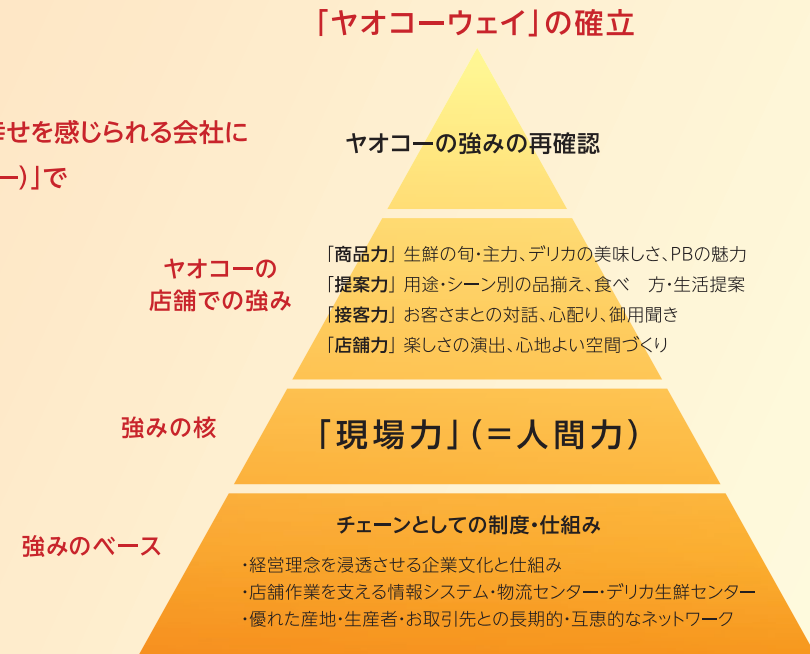 「ヤオコーウェイ」の確立
せを感じられる会社に
ー）」で
ヤオコーの強みの再確認
ヤオコーの
店舗での強み
「商品力」 生鮮の旬・主力、デリカの美味しさ、PBの魅力
「提案力」 用途・シーン別の品揃え、食べ　方・生活提案
「接客力」 お客さまとの対話、心配り、御用聞き
「店舗力」 楽しさの演出、心地よい空間づくり
強みの核
「現場力」（＝人間力）
強みのベース
チェーンとしての制度・仕組み
・経営理念を浸透させる企業文化と仕組み
・店舗作業を支える情報システム・物流センター・デリカ生鮮センター
・優れた産地・生産者・お取引先との長期的・互恵的なネットワーク